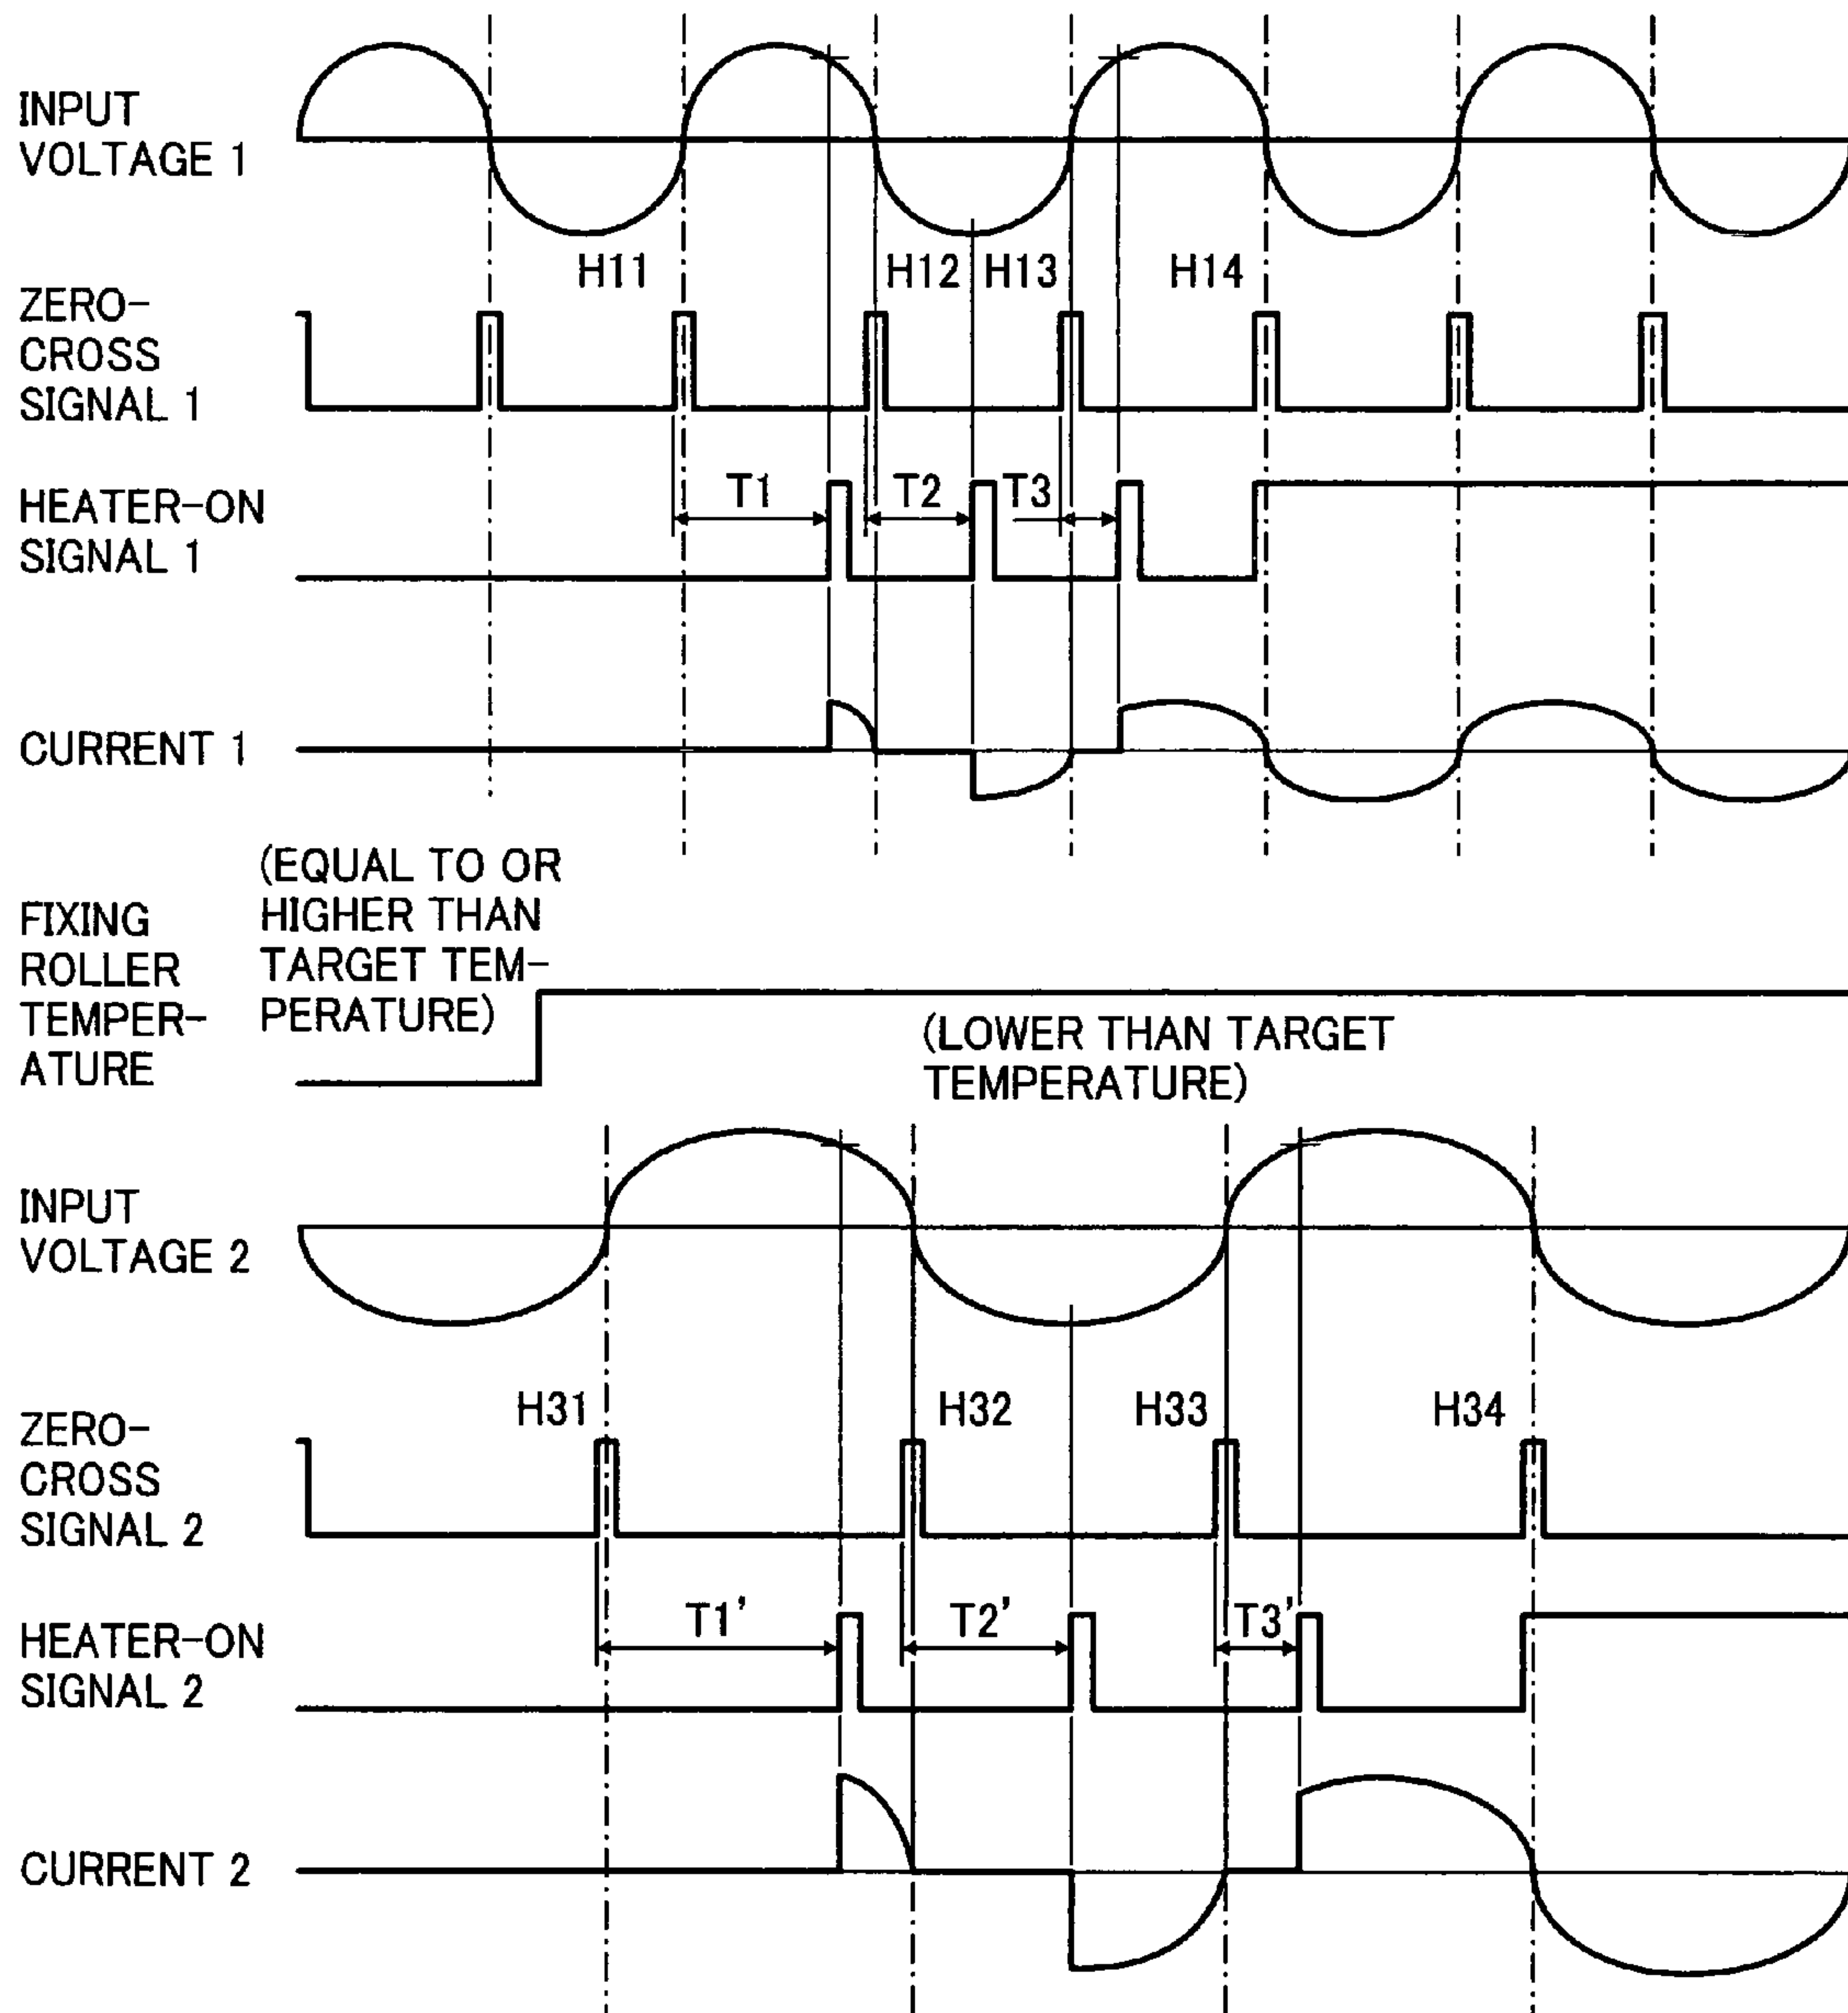 INPUT
VOLTAGE 1
H11
H12
H13
H14
ZERO-
CROSS
SIGNAL 1
T1
T2
T3
HEATER-ON
SIGNAL 1
CURRENT 1
(EQUAL TO OR
HIGHER THAN
TARGET TEM-
PERATURE)
FIXING
ROLLER
TEMPER-
ATURE
(LOWER THAN TARGET
TEMPERATURE)
INPUT
VOLTAGE 2
H31
H32
H33
H34
ZERO-
CROSS
SIGNAL 2
T1'
T2'
T3'
HEATER-ON
SIGNAL 2
CURRENT 2